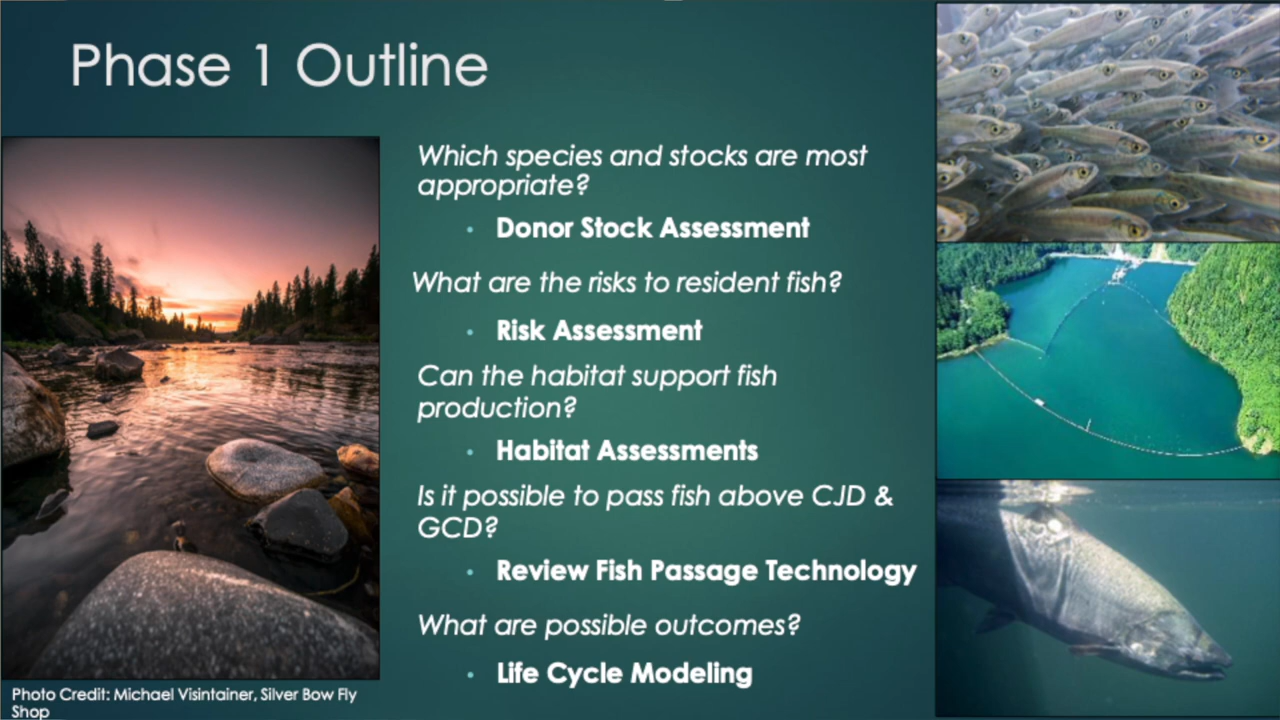 Phase 1 Outline
Which species and stocks are most
appropriate?
• Donor Stock Assessment
What are the risks to resident fish?
• Risk Assessment
Can the habitat support fish
production?
• Habitat Assessments
Is it possible to pass fish above CJD &
GCD?
• Review Fish Passage Technology
What are possible outcomes?
• Life Cycle Modeling
Photo Credit: Michael Visintainer, Silver Bow Fly
Shop